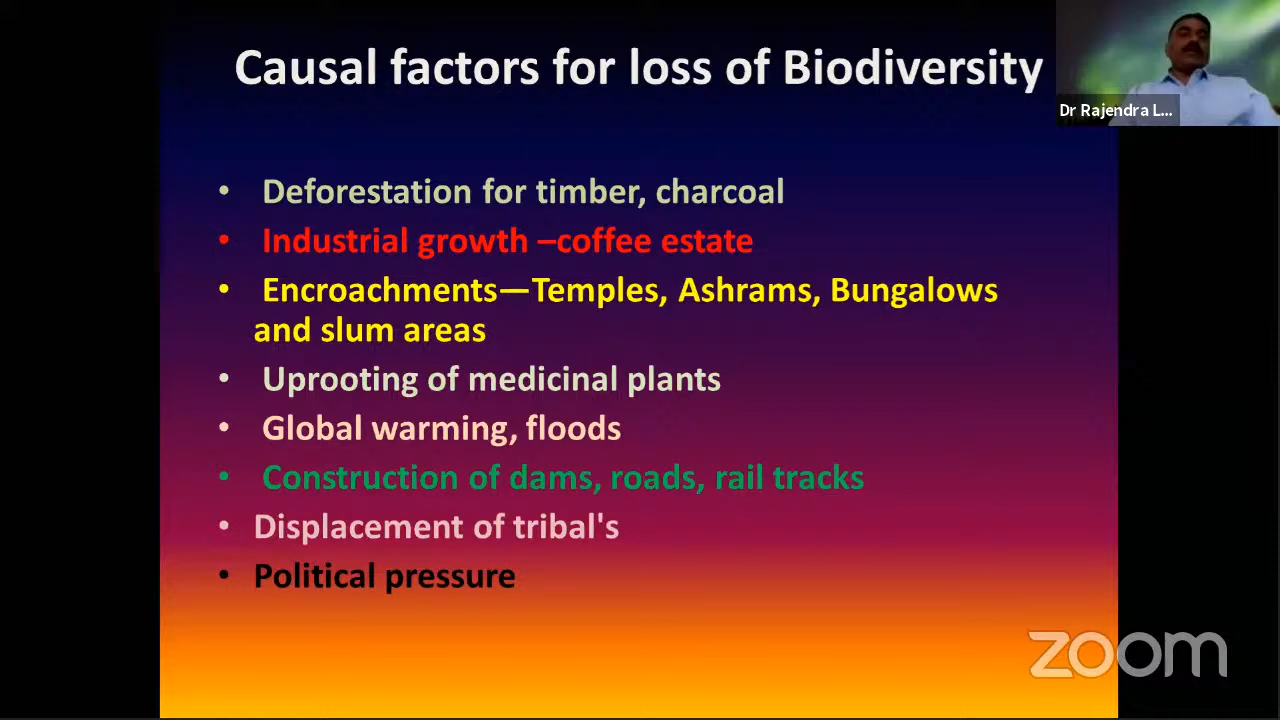 Causal factors for loss of Biodiversity
Dr Rajendra L...
• Deforestation for timber, charcoal
• Industrial growth –coffee estate
• Encroachments—Temples, Ashrams, Bungalows
and slum areas
• Uprooting of medicinal plants
• Global warming, floods
• Construction of dams, roads, rail tracks
• Displacement of tribal's
• Political pressure
zoom